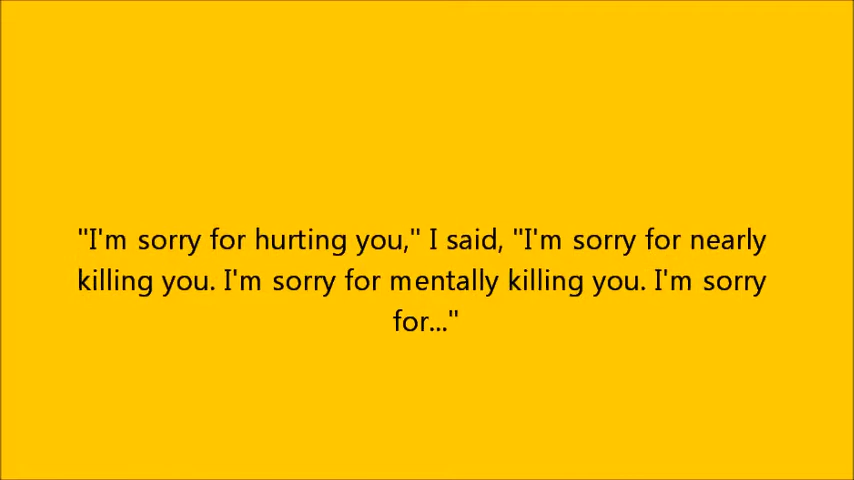 "I'm sorry for hurting you," I said, "I'm sorry for nearly
killing you. I'm sorry for mentally killing you. I'm sorry
for..."